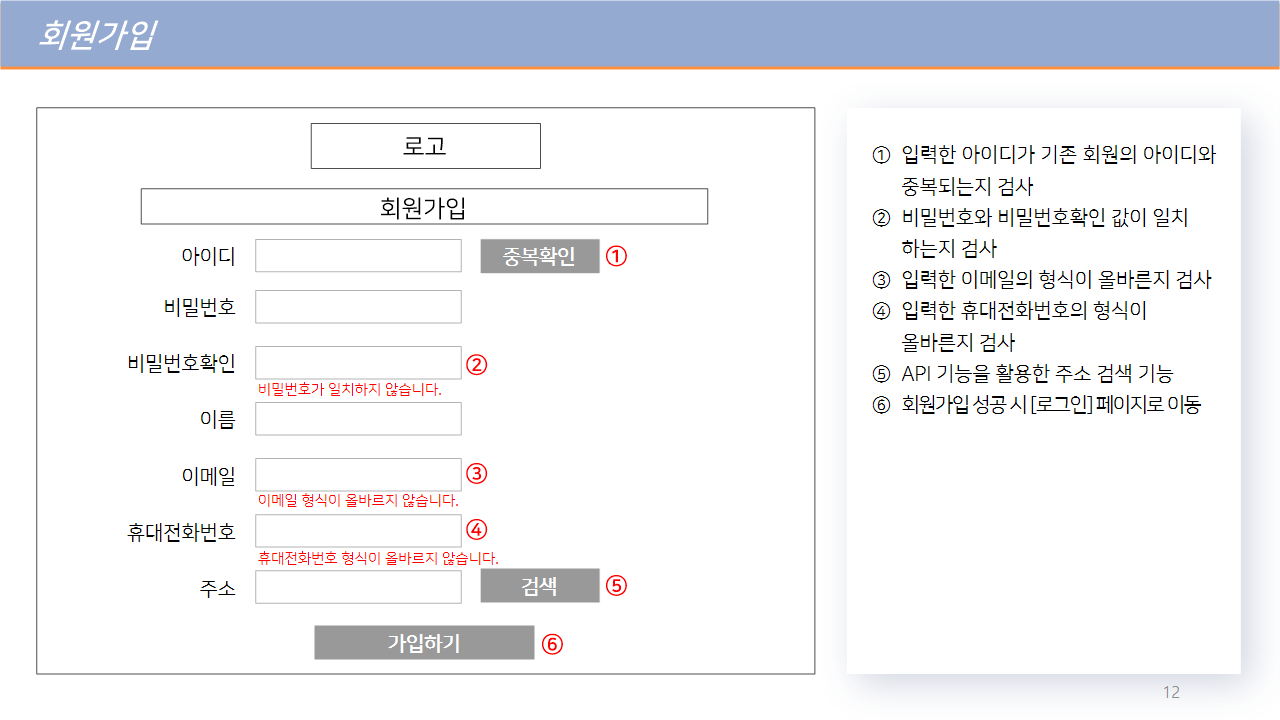 회원가입
로고
회원가입
아이디 중복확인 ①
비밀번호
비밀번호확인 ②
비밀번호가 일치하지 않습니다.
이름
이메일 ③
이메일 형식이 올바르지 않습니다.
휴대전화번호 ④
휴대전화번호 형식이 올바르지 않습니다.
주소 검색 ⑤
가입하기 ⑥
① 입력한 아이디가 기존 회원의 아이디와
중복되는지 검사
② 비밀번호와 비밀번호확인 값이 일치
하는지 검사
③ 입력한 이메일의 형식이 올바른지 검사
④ 입력한 휴대전화번호의 형식이
올바른지 검사
⑤ API 기능을 활용한 주소 검색 기능
⑥ 회원가입 성공 시 [로그인] 페이지로 이동
12